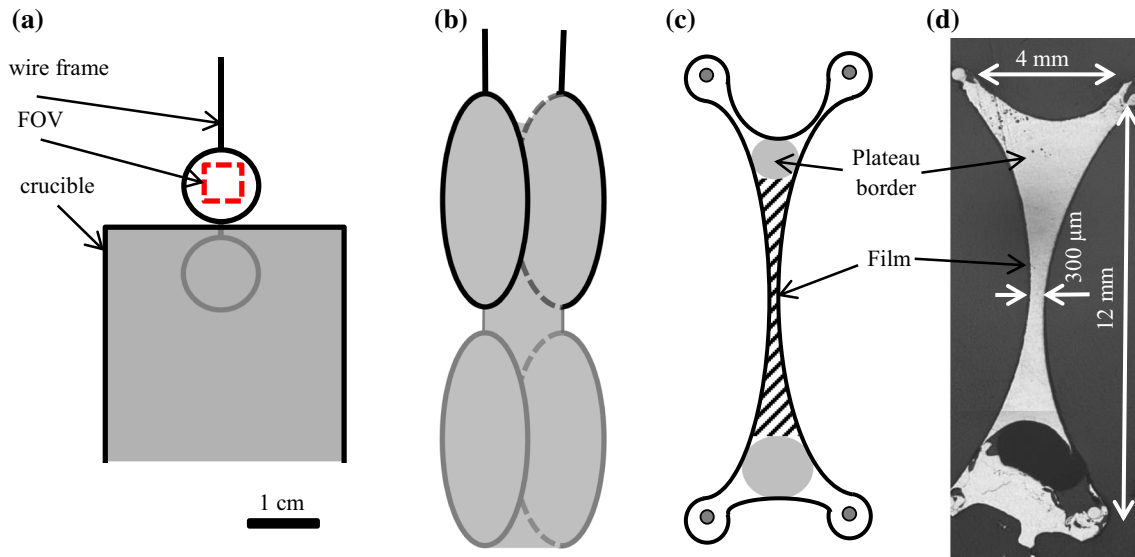 (a)
wire frame
FOV
crucible
1 cm
(b)
(c)
Plateau
border
Film
(d)
4 mm
300 µm
12 mm